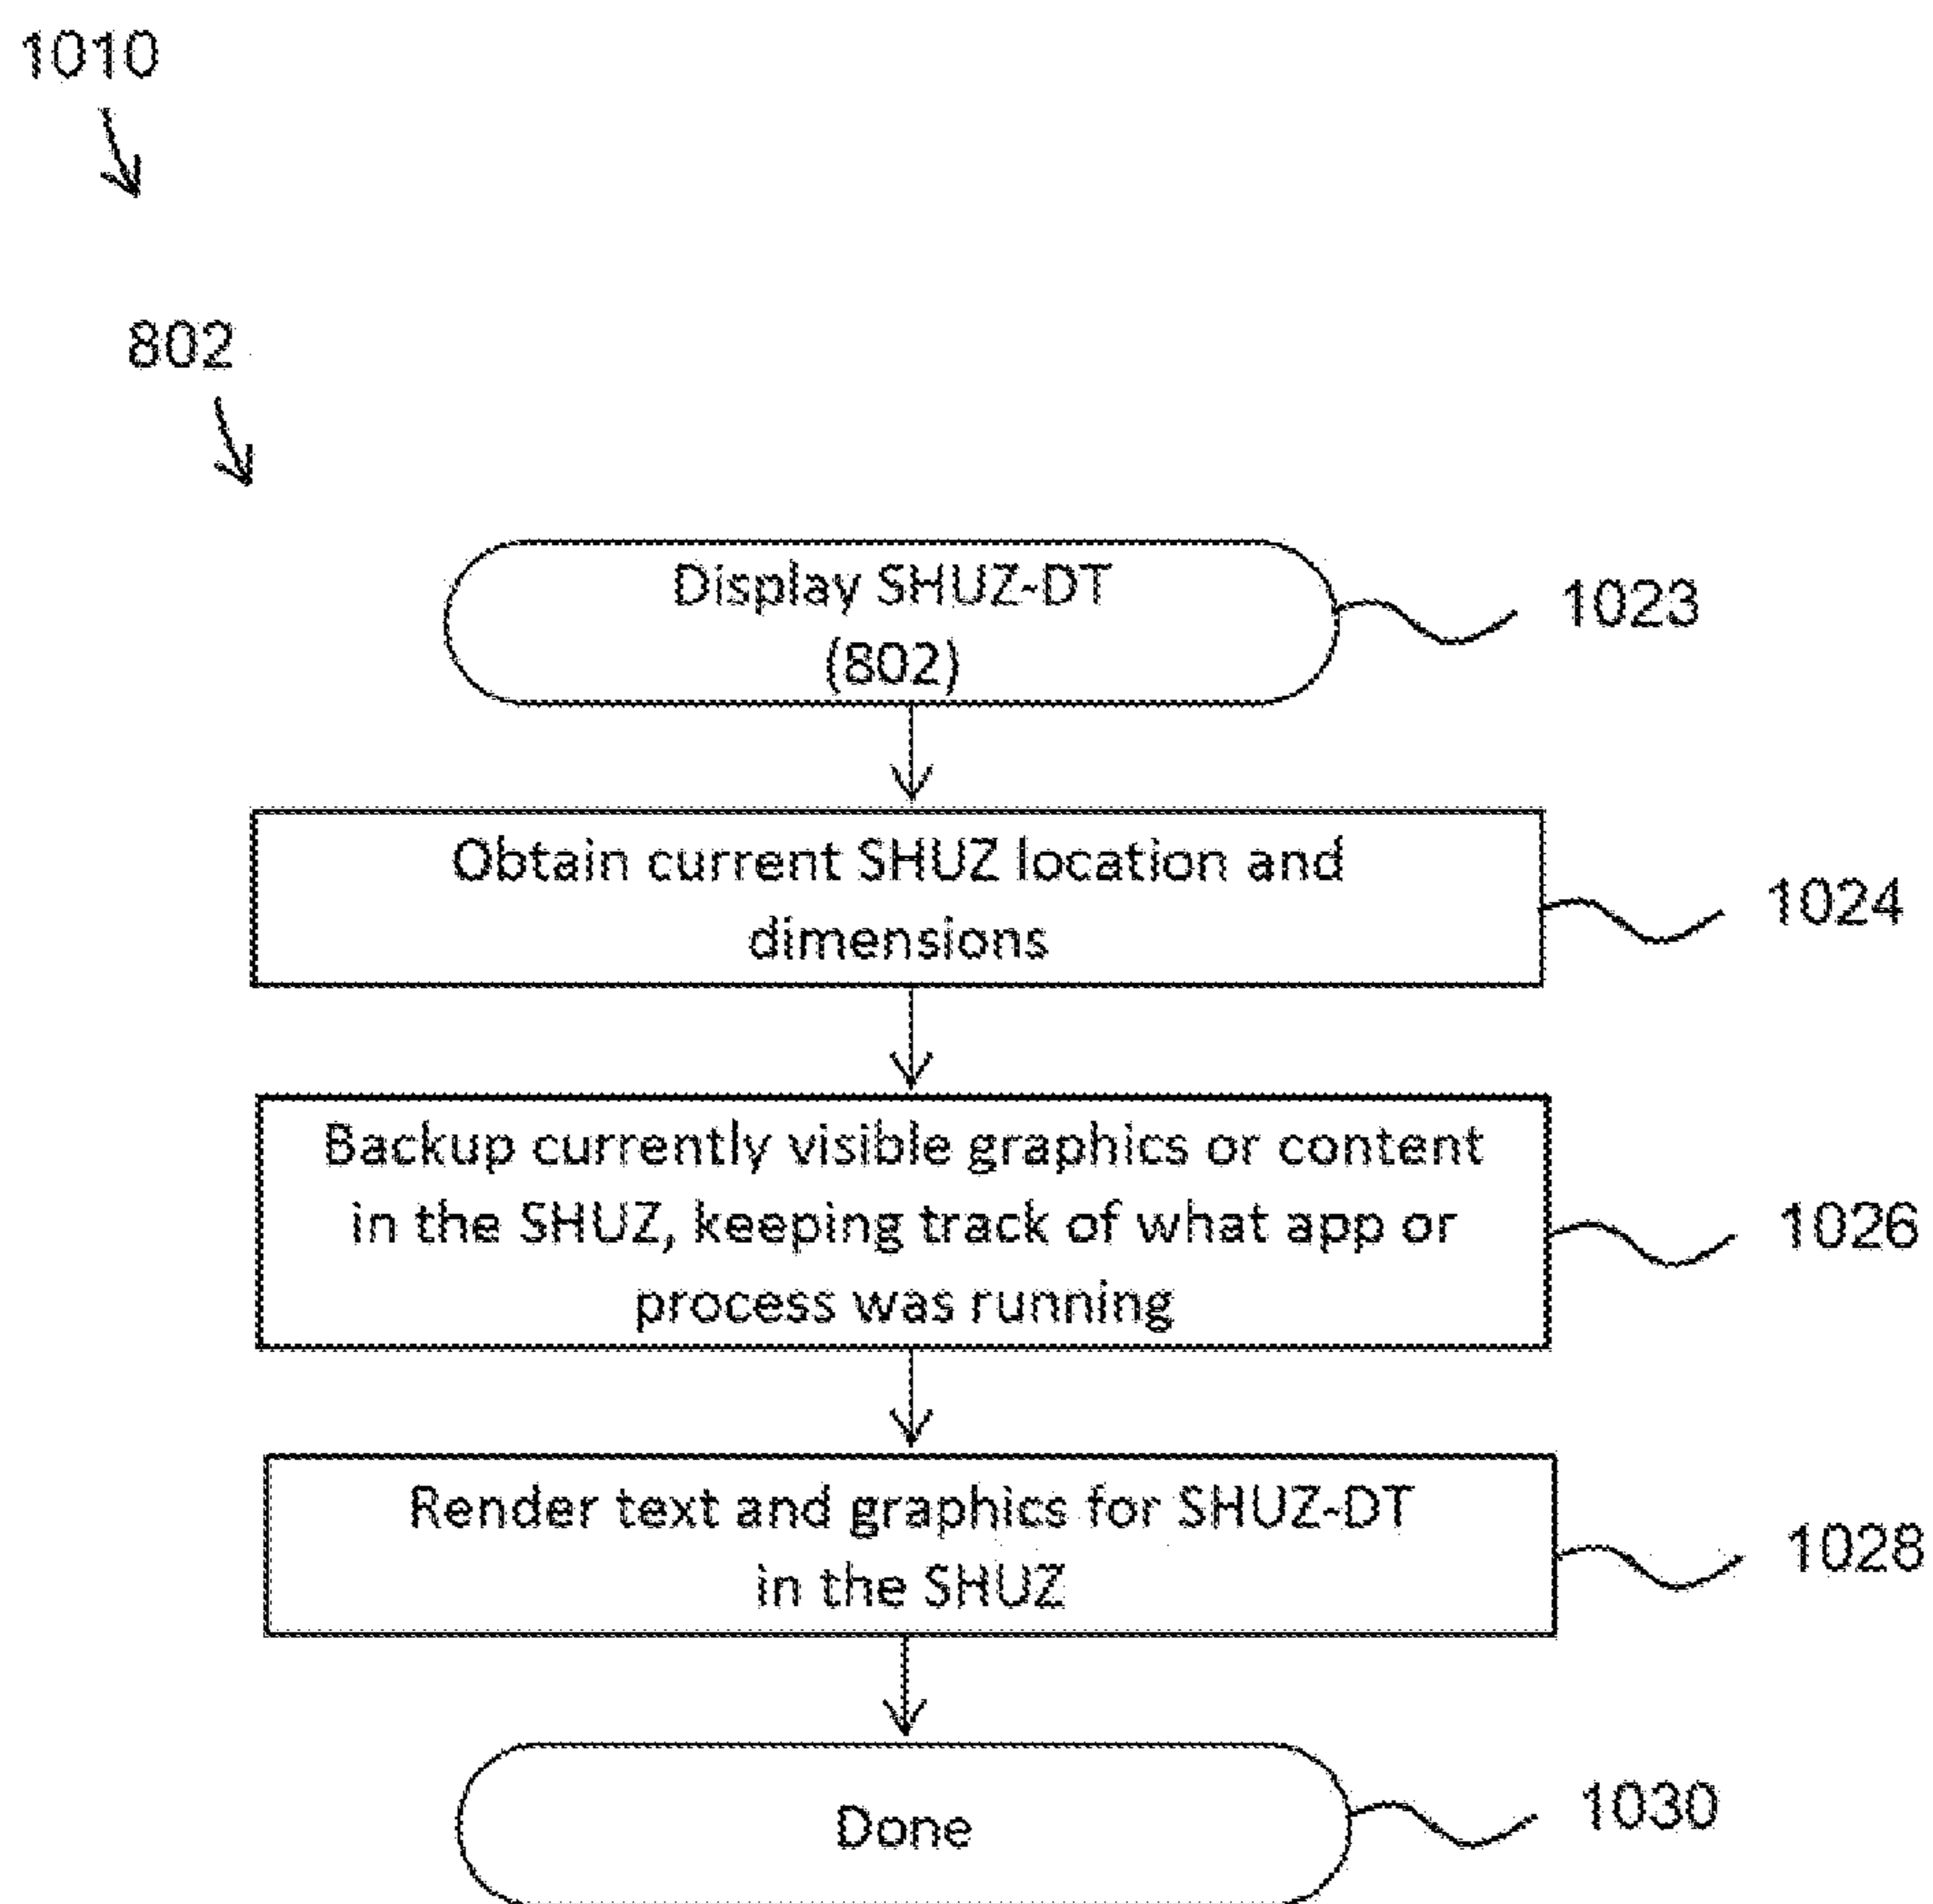 1010
802
Display SHUZ-DT
(802)
1023
Obtain current SHUZ location and
dimensions
1024
Backup currently visible graphics or content
in the SHUZ, keeping track of what app or
process was running
1026
Render text and graphics for SHUZ-DT
in the SHUZ
1028
Done
1030